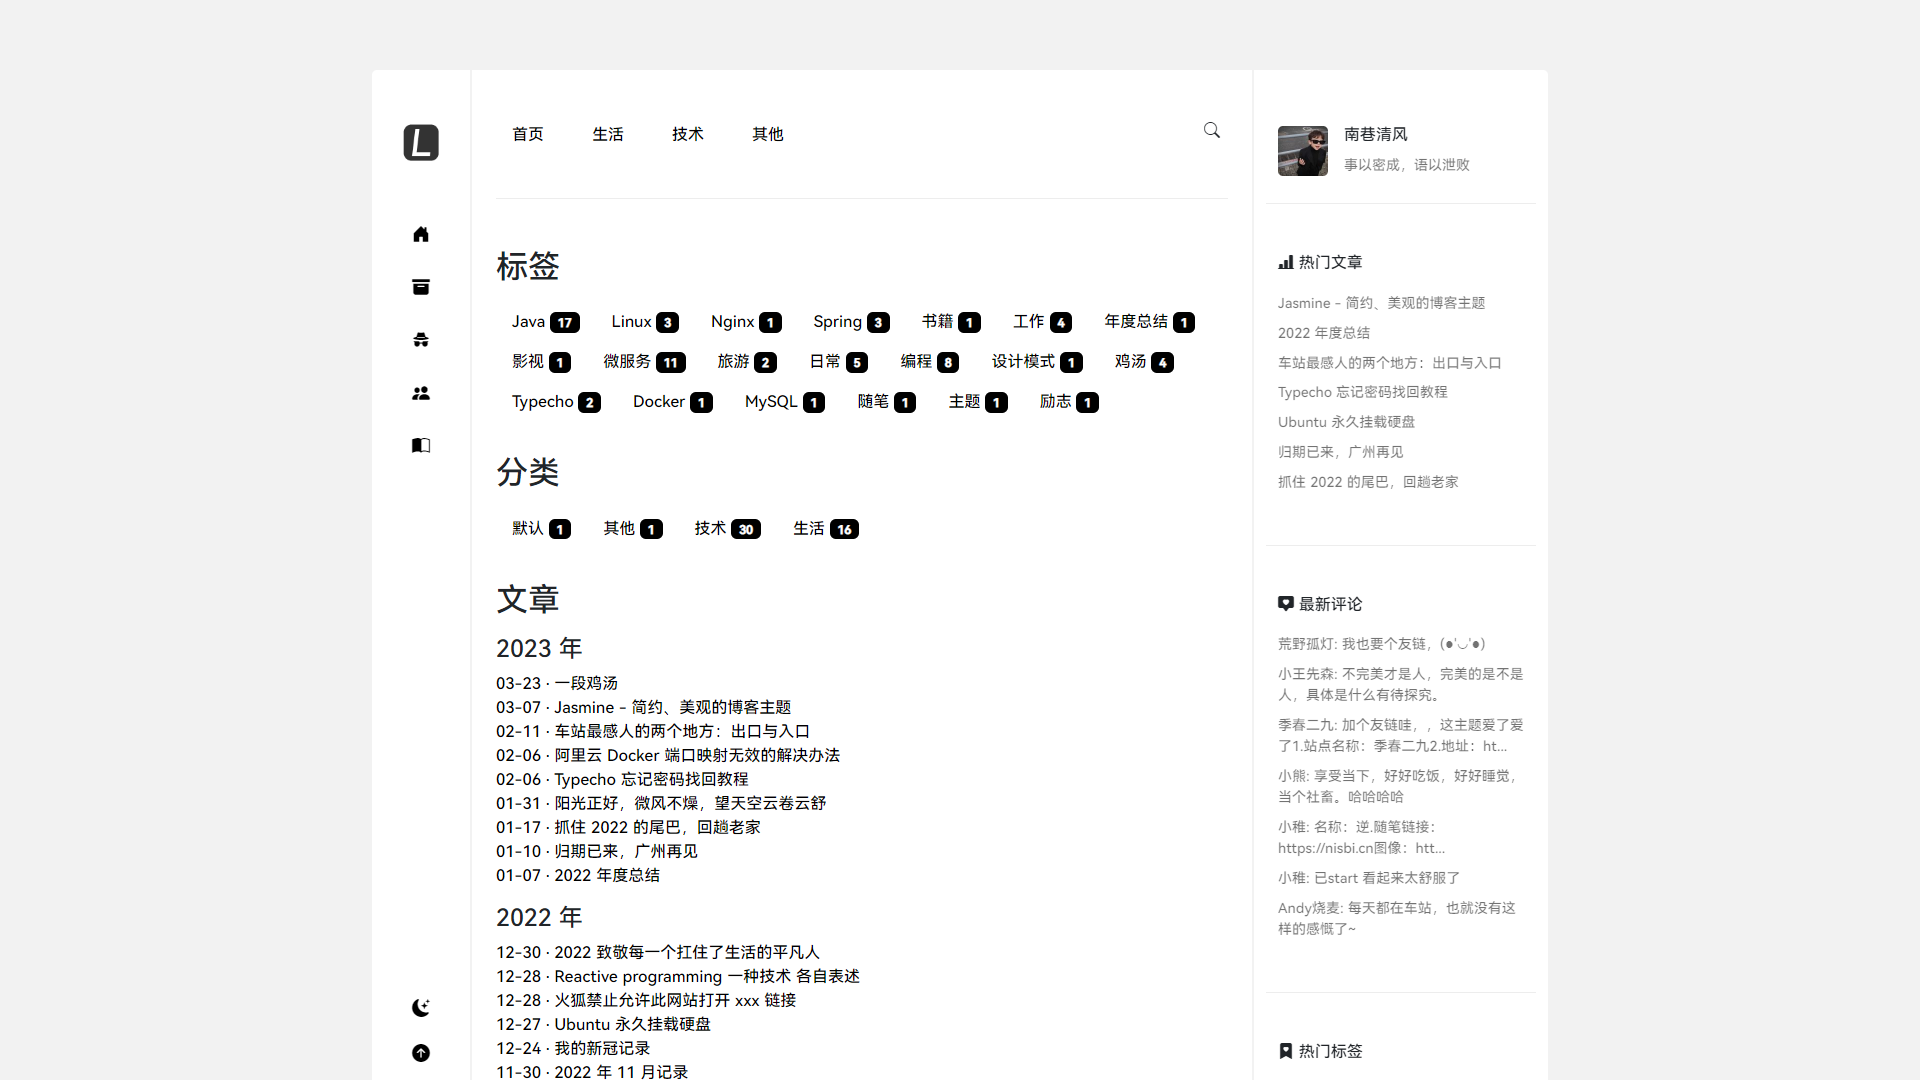 L
首页 生活 技术 其他
标签
Java 17 Linux 3 Nginx 1 Spring 3 书籍 1 工作 4 年度总结 1
影视 1 微服务 11 旅游 2 日常 5 编程 8 设计模式 1 鸡汤 4
Typecho 2 Docker 1 MySQL 1 随笔 1 主题 1 励志 1
分类
默认 1 其他 1 技术 30 生活 16
文章
2023 年
03-23 · 一段鸡汤
03-07 · Jasmine - 简约、美观的博客主题
02-11 · 车站最感人的两个地方：出口与入口
02-06 · 阿里云 Docker 端口映射无效的解决办法
02-06 · Typecho 忘记密码找回教程
01-31 · 阳光正好，微风不燥，望天空云卷云舒
01-17 · 抓住 2022 的尾巴，回趟老家
01-10 · 归期已来，广州再见
01-07 · 2022 年度总结
2022 年
12-30 · 2022 致敬每一个扛住了生活的平凡人
12-28 · Reactive programming 一种技术 各自表述
12-28 · 火狐禁止允许此网站打开 xxx 链接
12-27 · Ubuntu 永久挂载硬盘
12-24 · 我的新冠记录
11-30 · 2022 年 11 月记录
南巷清风
事以密成，语以泄败
热门文章
Jasmine - 简约、美观的博客主题
2022 年度总结
车站最感人的两个地方：出口与入口
Typecho 忘记密码找回教程
Ubuntu 永久挂载硬盘
归期已来，广州再见
抓住 2022 的尾巴，回趟老家
最新评论
荒野孤灯: 我也要个友链，(●'◡'●)
小王先森: 不完美才是人，完美的是不是
人，具体是什么有待探究。
季春二九: 加个友链哇，，这主题爱了爱
了1.站点名称：季春二九2.地址：ht...
小熊: 享受当下，好好吃饭，好好睡觉，
当个社畜。哈哈哈哈
小稚: 名称：逆.随笔链接：
https://nisbi.cn图像：htt...
小稚: 已start 看起来太舒服了
Andy烧麦: 每天都在车站，也就没有这
样的感慨了~
热门标签